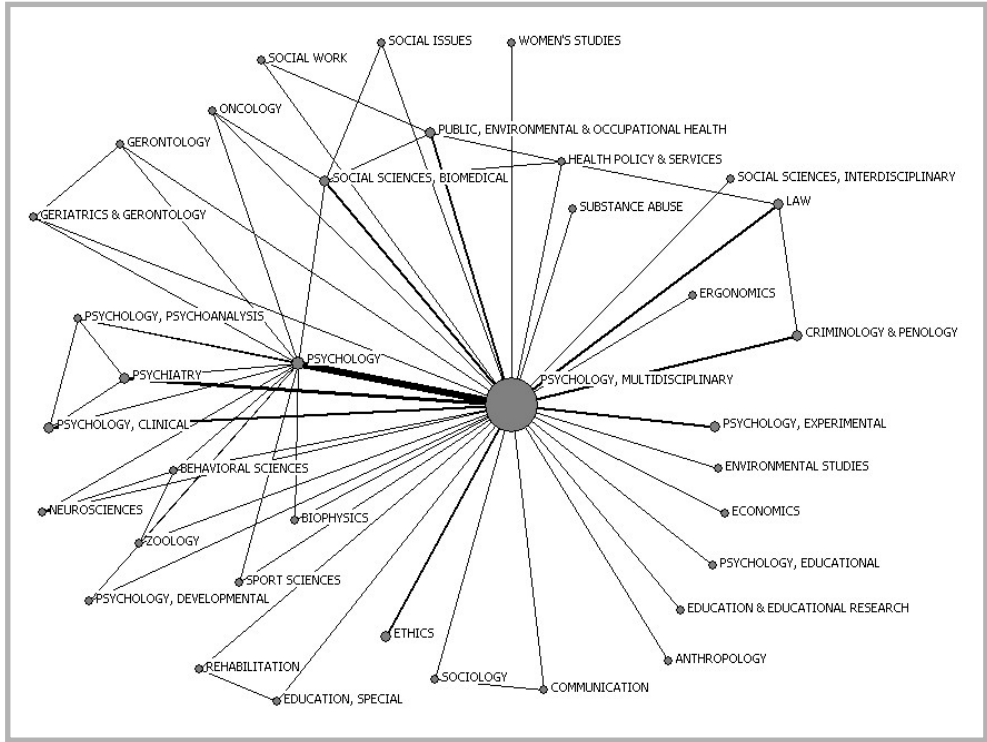 SOCIAL ISSUES
WOMEN'S STUDIES
SOCIAL WORK
ONCOLOGY
PUBLIC, ENVIRONMENTAL & OCCUPATIONAL HEALTH
GERONTOLOGY
HEALTH POLICY & SERVICES
SOCIAL SCIENCES, BIOMEDICAL
SOCIAL SCIENCES, INTERDISCIPLINARY
LAW
SUBSTANCE ABUSE
GERIATRICS & GERONTOLOGY
ERGONOMICS
PSYCHOLOGY, PSYCHOANALYSIS
CRIMINOLOGY & PENOLOGY
PSYCHOLOGY
PSYCHIATRY
PSYCHOLOGY, MULTIDISCIPLINARY
PSYCHOLOGY, CLINICAL
PSYCHOLOGY, EXPERIMENTAL
BEHAVIORAL SCIENCES
ENVIRONMENTAL STUDIES
NEUROSCIENCES
ECONOMICS
BIOPHYSICS
ZOOLOGY
PSYCHOLOGY, EDUCATIONAL
SPORT SCIENCES
PSYCHOLOGY, DEVELOPMENTAL
EDUCATION & EDUCATIONAL RESEARCH
ETHICS
ANTHROPOLOGY
REHABILITATION
SOCIOLOGY
COMMUNICATION
EDUCATION, SPECIAL